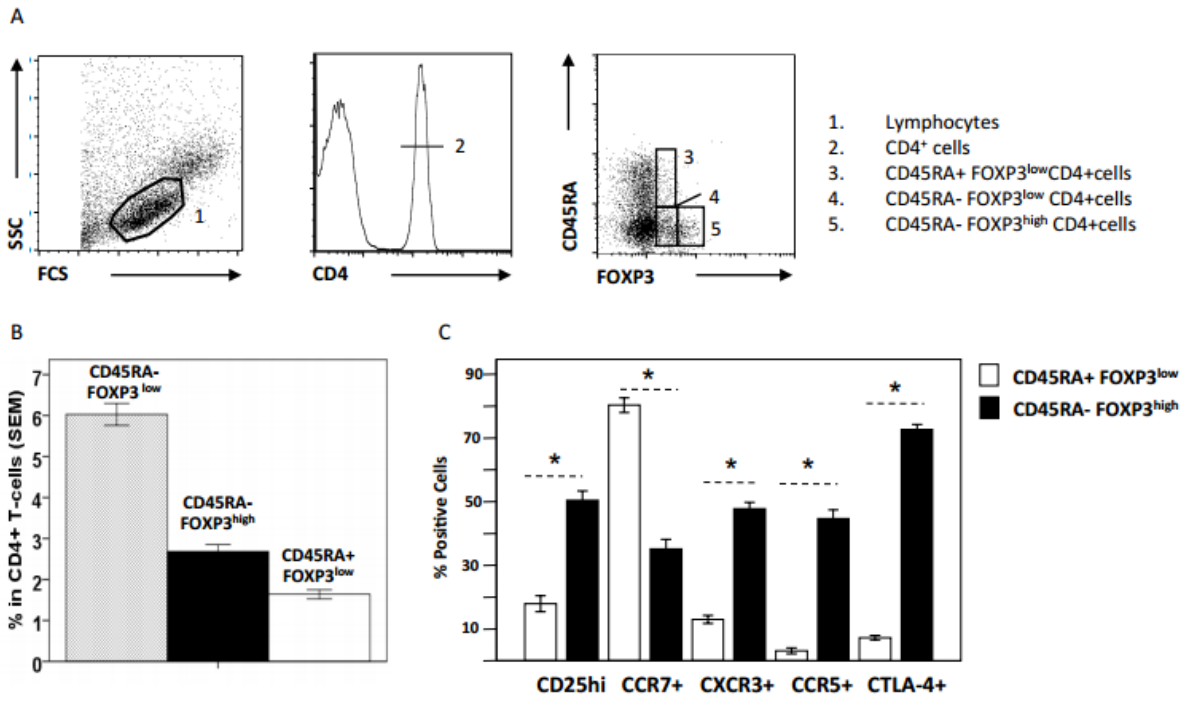 A
SSC
FCS
1
CD4
2
CD45RA
FOXP3
3
4
5
1. Lymphocytes
2. CD4⁺ cells
3. CD45RA+ FOXP3ˡᵒʷCD4+cells
4. CD45RA- FOXP3ˡᵒʷ CD4+cells
5. CD45RA- FOXP3ʰⁱᵍʰ CD4+cells
B
% in CD4+ T-cells (SEM)
7
6
5
4
3
2
1
0
CD45RA-
FOXP3 ˡᵒʷ
CD45RA-
FOXP3ʰⁱᵍʰ
CD45RA+
FOXP3ˡᵒʷ
C
% Positive Cells
90
70
50
30
10
*
*
*
*
*
CD25hi CCR7+ CXCR3+ CCR5+ CTLA-4+
CD45RA+ FOXP3ˡᵒʷ
CD45RA- FOXP3ʰⁱᵍʰ